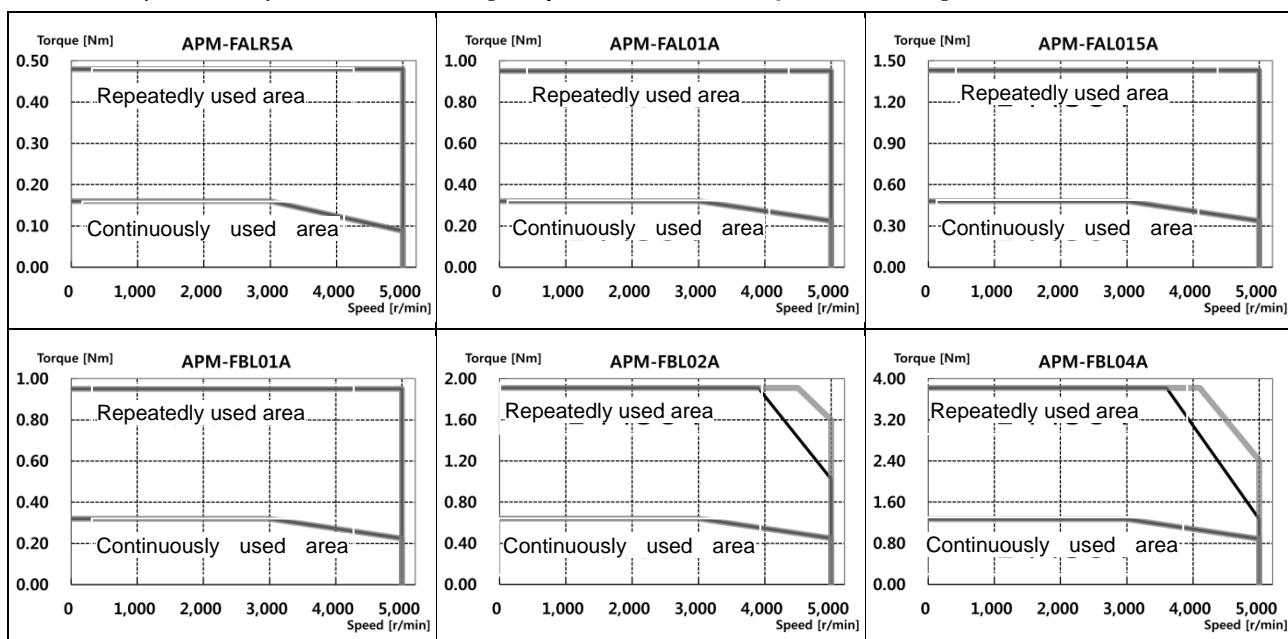 Torque [Nm] APM-FALR5A
0.50
0.40
0.30
0.20
0.10
0.00
Repeatedly used area
Continuously used area
0 1,000 2,000 3,000 4,000 5,000
Speed [r/min]
Torque [Nm] APM-FAL01A
1.00
0.80
0.60
0.40
0.20
0.00
Repeatedly used area
Continuously used area
0 1,000 2,000 3,000 4,000 5,000
Speed [r/min]
Torque [Nm] APM-FAL015A
1.50
1.20
0.90
0.60
0.30
0.00
Repeatedly used area
Continuously used area
0 1,000 2,000 3,000 4,000 5,000
Speed [r/min]
Torque [Nm] APM-FBL01A
1.00
0.80
0.60
0.40
0.20
0.00
Repeatedly used area
Continuously used area
0 1,000 2,000 3,000 4,000 5,000
Speed [r/min]
Torque [Nm] APM-FBL02A
2.00
1.60
1.20
0.80
0.40
0.00
Repeatedly used area
Continuously used area
0 1,000 2,000 3,000 4,000 5,000
Speed [r/min]
Torque [Nm] APM-FBL04A
4.00
3.20
2.40
1.60
0.80
0.00
Repeatedly used area
Continuously used area
0 1,000 2,000 3,000 4,000 5,000
Speed [r/min]